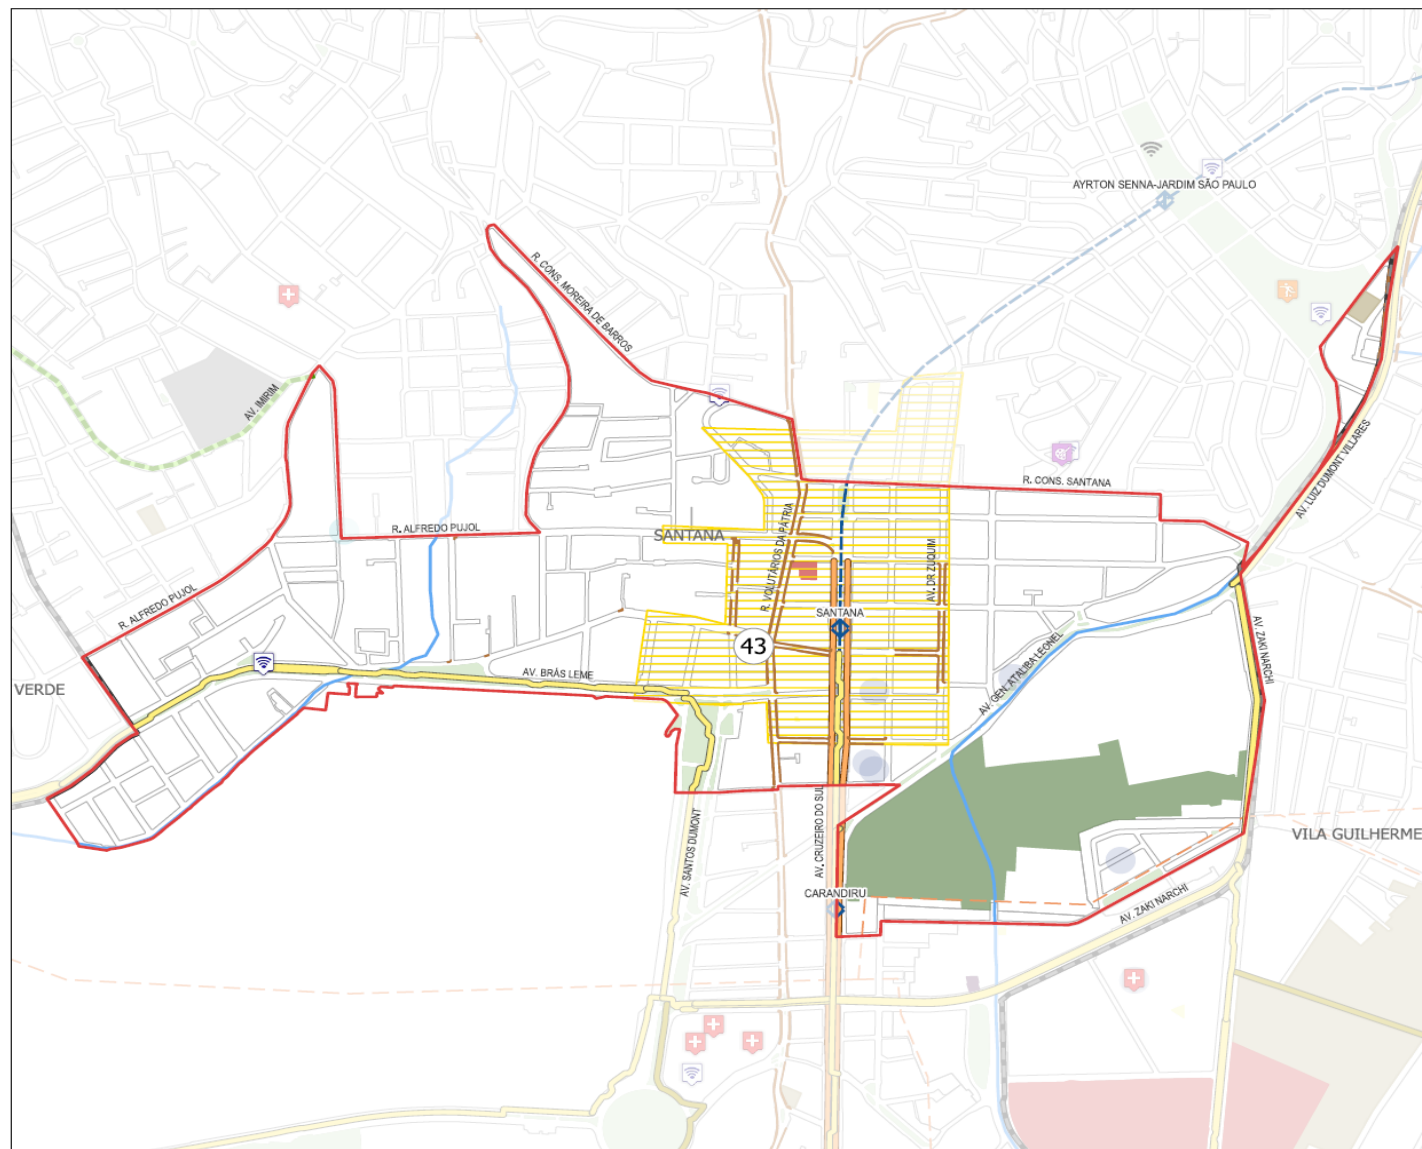 AYRTON SENNA-JARDIM SÃO PAULO
R. CONS. MOREIRA DE BARROS
AV. IMIRIM
AV. LUIZ DUMONT VILLARES
R. CONS. SANTANA
R. ALFREDO PUJOL
SANTANA
R. VOLUTÁRIOS DA PÁTRIA
AV. DR ZUQUIM
R. ALFREDO PUJOL
SANTANA
43
AV. ZAKI NARCHI
AV. GEN. ATALIBA LEONEL
AV. BRÁS LEME
VERDE
AV. CRUZEIRO DO SUL
AV. SANTOS DUMONT
VILA GUILHERME
CARANDIRU
AV. ZAKI NARCHI